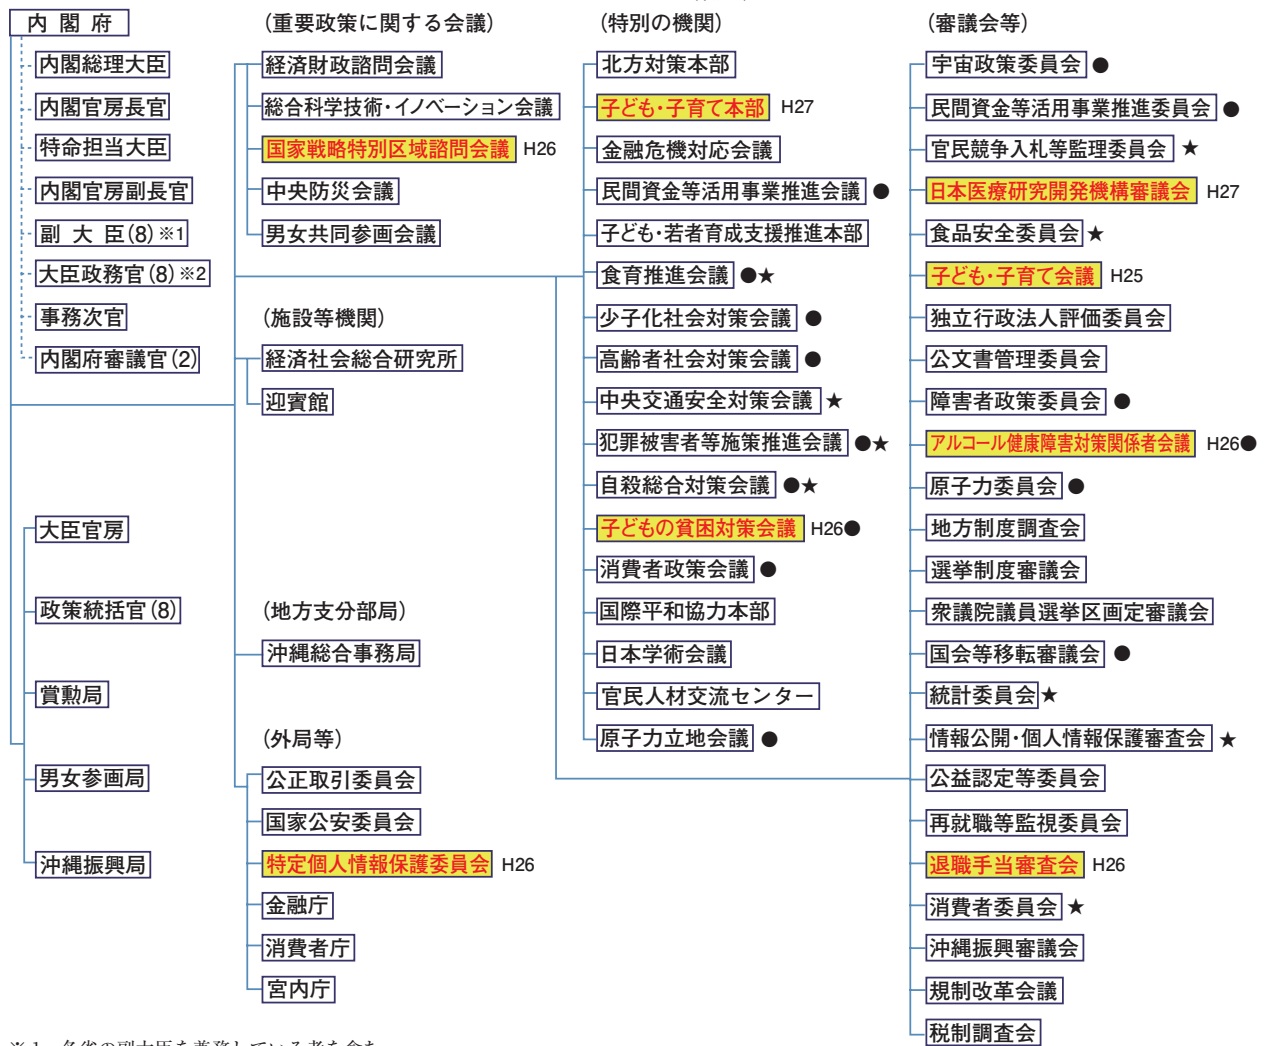 内閣府
内閣総理大臣
内閣官房長官
特命担当大臣
内閣官房副長官
副大臣(8)※1
大臣政務官(8)※2
事務次官
内閣府審議官(2)
大臣官房
政策統括官(8)
賞勲局
男女参画局
沖縄振興局
(重要政策に関する会議)
経済財政諮問会議
総合科学技術・イノベーション会議
国家戦略特別区域諮問会議 H26
中央防災会議
男女共同参画会議
(施設等機関)
経済社会総合研究所
迎賓館
(地方支分部局)
沖縄総合事務局
(外局等)
公正取引委員会
国家公安委員会
特定個人情報保護委員会 H26
金融庁
消費者庁
宮内庁
(特別の機関)
北方対策本部
子ども・子育て本部 H27
金融危機対応会議
民間資金等活用事業推進会議 ●
子ども・若者育成支援推進本部
食育推進会議 ●★
少子化社会対策会議 ●
高齢者社会対策会議 ●
中央交通安全対策会議 ★
犯罪被害者等施策推進会議 ●★
自殺総合対策会議 ●★
子どもの貧困対策会議 H26●
消費者政策会議 ●
国際平和協力本部
日本学術会議
官民人材交流センター
原子力立地会議 ●
(審議会等)
宇宙政策委員会 ●
民間資金等活用事業推進委員会 ●
官民競争入札等監理委員会 ★
日本医療研究開発機構審議会 H27
食品安全委員会 ★
子ども・子育て会議 H25
独立行政法人評価委員会
公文書管理委員会
障害者政策委員会 ●
アルコール健康障害対策関係者会議 H26●
原子力委員会 ●
地方制度調査会
選挙制度審議会
衆議院議員選挙区画定審議会
国会等移転審議会 ●
統計委員会 ★
情報公開・個人情報保護審査会 ★
公益認定等委員会
再就職等監視委員会
退職手当審査会 H26
消費者委員会 ★
沖縄振興審議会
規制改革会議
税制調査会